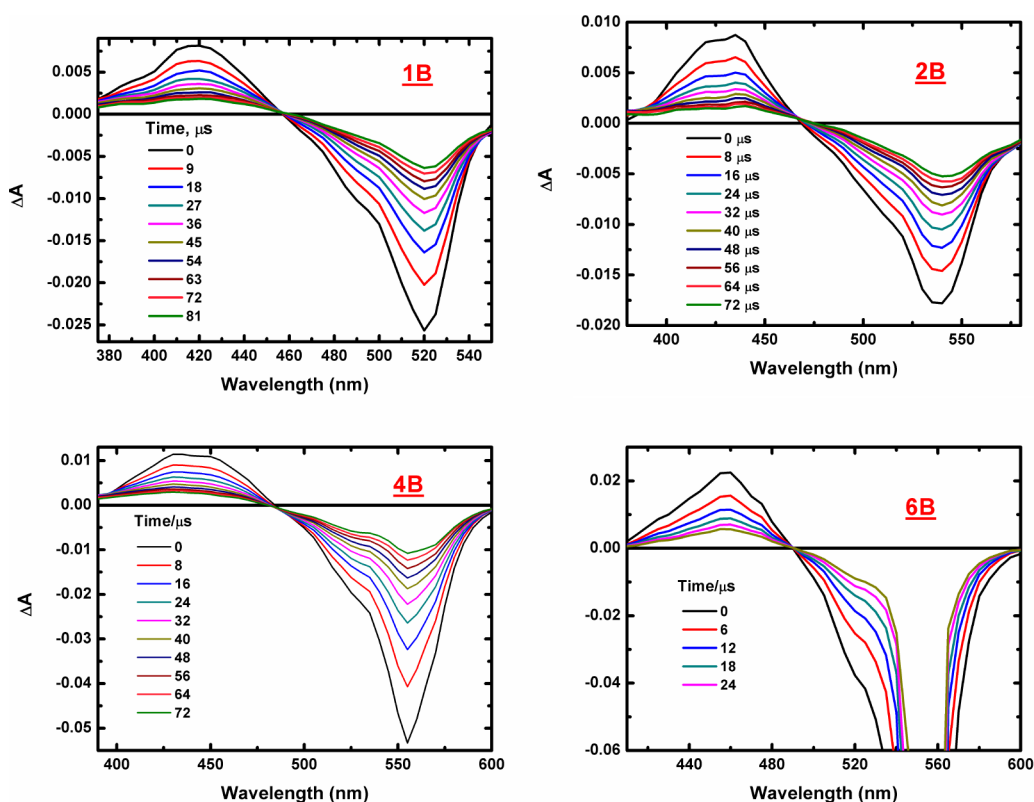 1B
0.005
0.000
-0.005
-0.010
-0.015
-0.020
-0.025
ΔA
Time, μs
0
9
18
27
36
45
54
63
72
81
380 400 420 440 460 480 500 520 540
Wavelength (nm)
2B
0.010
0.005
0.000
-0.005
-0.010
-0.015
-0.020
0 μs
8 μs
16 μs
24 μs
32 μs
40 μs
48 μs
56 μs
64 μs
72 μs
400 450 500 550
Wavelength (nm)
4B
0.01
0.00
-0.01
-0.02
-0.03
-0.04
-0.05
ΔA
Time/μs
0
8
16
24
32
40
48
56
64
72
400 450 500 550 600
Wavelength (nm)
6B
0.02
0.00
-0.02
-0.04
-0.06
Time/μs
0
6
12
18
24
440 480 520 560 600
Wavelength (nm)